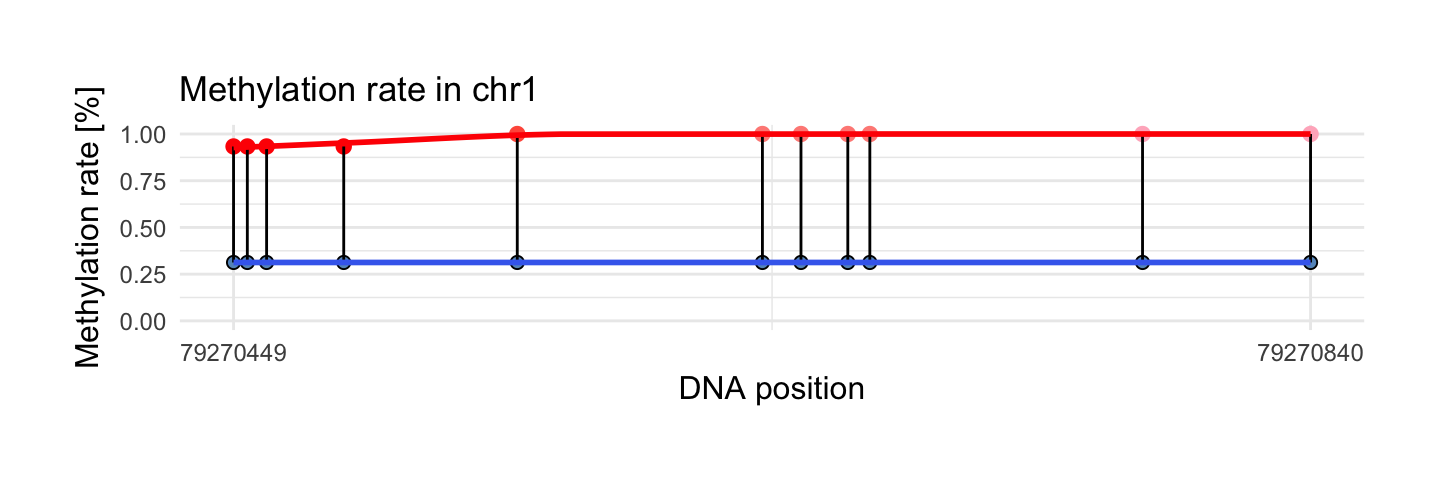 Methylation rate in chr1
Methylation rate [%]
1.00
0.75
0.50
0.25
0.00
79270449
79270840
DNA position